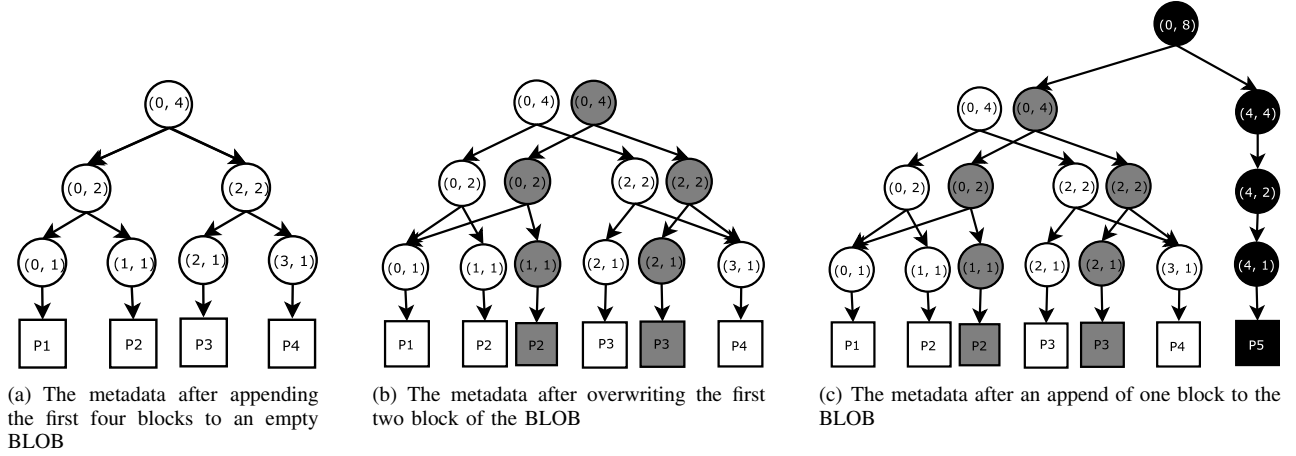 (0, 4)
(0, 2) (2, 2)
(0, 1) (1, 1) (2, 1) (3, 1)
P1 P2 P3 P4
(a) The metadata after appending
the first four blocks to an empty
BLOB
(0, 4) (0, 4)
(0, 2) (0, 2) (2, 2) (2, 2)
(0, 1) (1, 1) (1, 1) (2, 1) (2, 1) (3, 1)
P1 P2 P2 P3 P3 P4
(b) The metadata after overwriting the first
two block of the BLOB
(0, 8)
(0, 4) (0, 4) (4, 4)
(0, 2) (0, 2) (2, 2) (2, 2) (4, 2)
(0, 1) (1, 1) (1, 1) (2, 1) (2, 1) (3, 1) (4, 1)
P1 P2 P2 P3 P3 P4 P5
(c) The metadata after an append of one block to the
BLOB